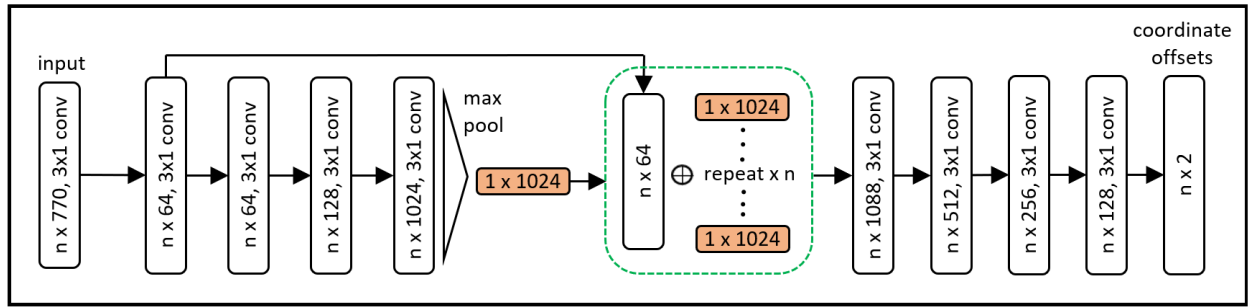 input
n x 770, 3x1 conv
n x 64, 3x1 conv
n x 64, 3x1 conv
n x 128, 3x1 conv
n x 1024, 3x1 conv
max
pool
1 x 1024
n x 64
⊕
1 x 1024
repeat x n
1 x 1024
n x 1088, 3x1 conv
n x 512, 3x1 conv
n x 256, 3x1 conv
n x 128, 3x1 conv
coordinate
offsets
n x 2